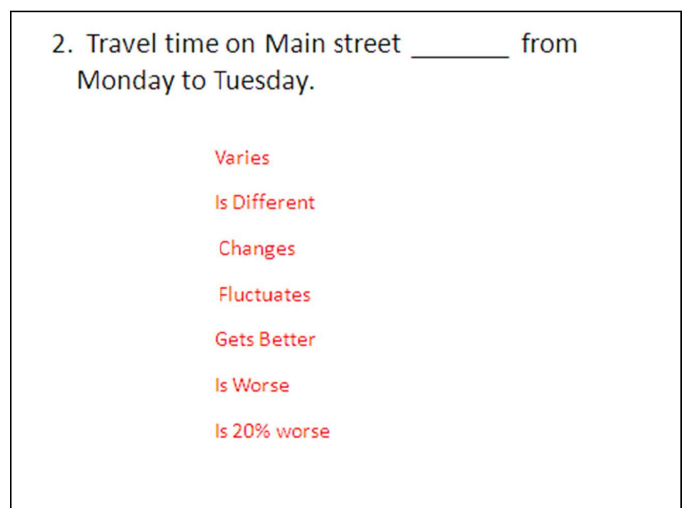 2. Travel time on Main street ________ from
Monday to Tuesday.
Varies
Is Different
Changes
Fluctuates
Gets Better
Is Worse
Is 20% worse